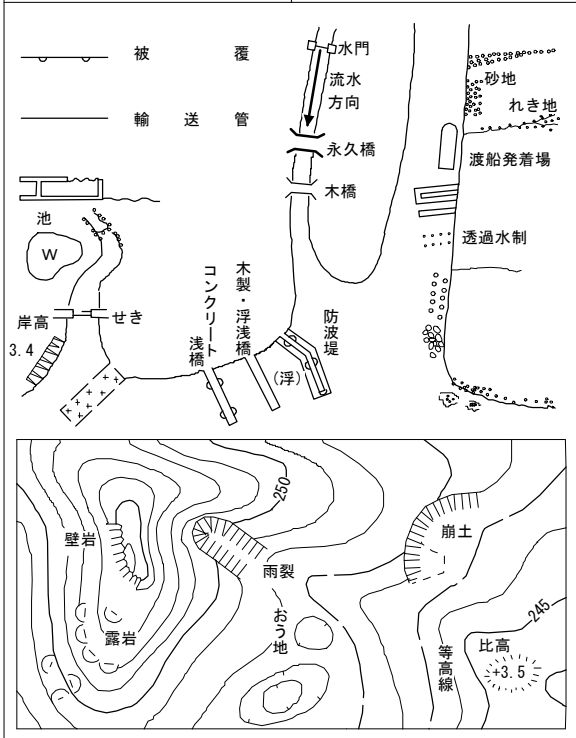 被覆
輸送管
水門
流水
方向
永久橋
木橋
砂地
れき地
渡船発着場
透過水制
池
W
せき
岸高
3.4
コンクリート
浅橋
木製・浮浅橋
防波堤
(浮)
250
壁岩
露岩
雨裂
おう地
崩土
等高線
245
比高
+3.5